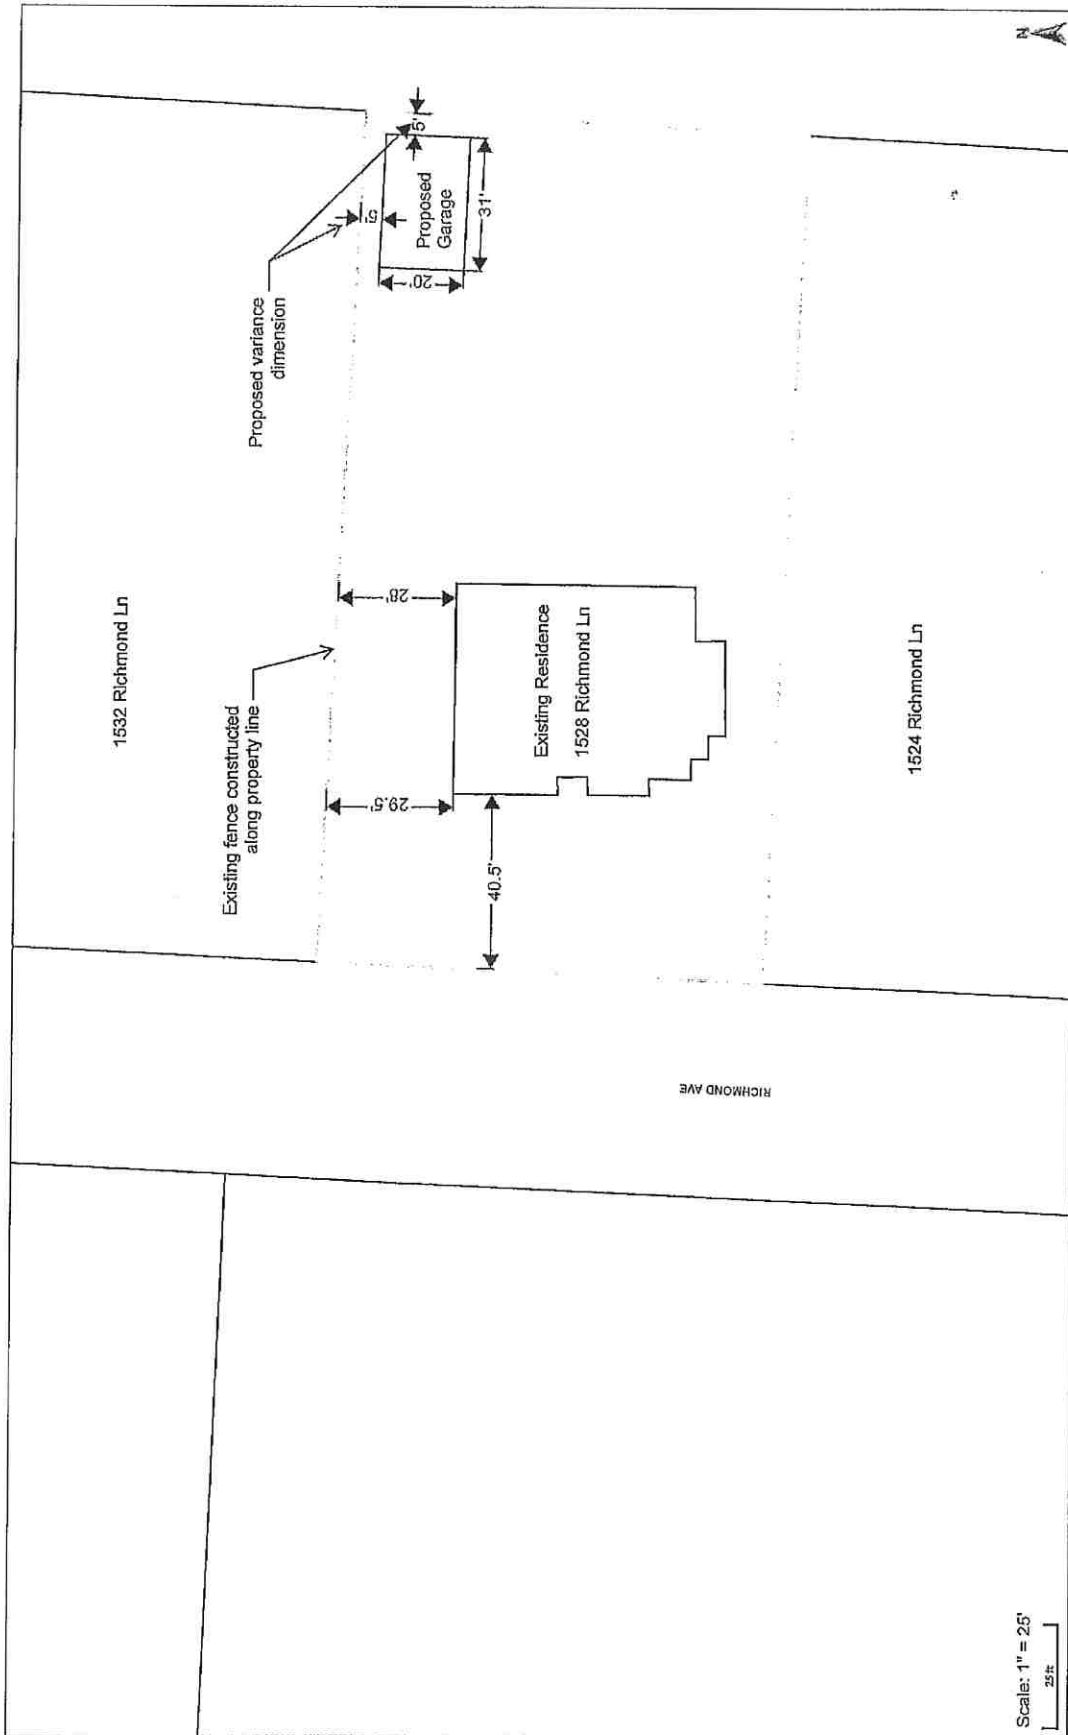 N
1532 Richmond Ln
Existing fence constructed
along property line
Proposed variance
dimension
5'
5'
Proposed
Garage
20'
31'
29.5'
28'
40.5'
Existing Residence
1528 Richmond Ln
1524 Richmond Ln
RICHMOND AVE
Scale: 1" = 25'
25 ft